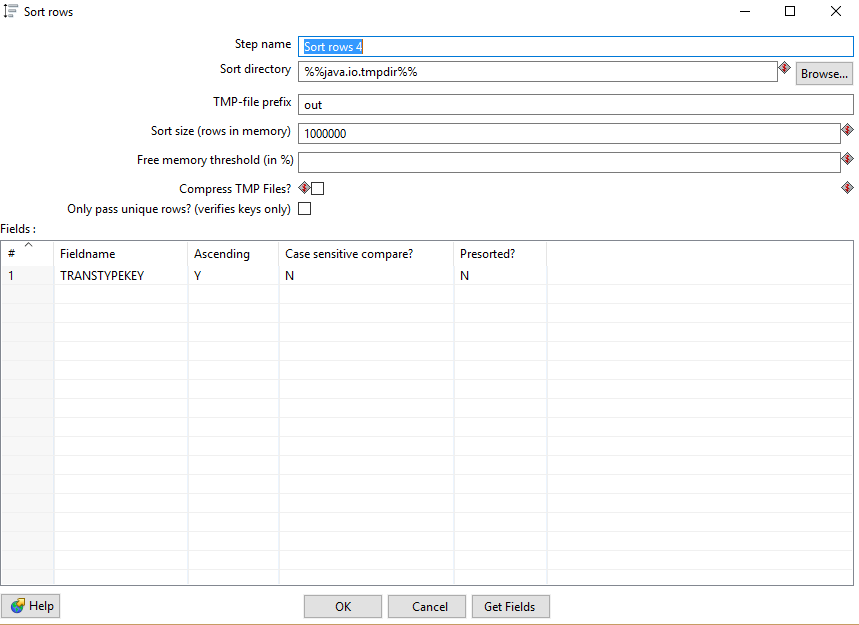 Sort rows
Step name Sort rows 4
Sort directory %%java.io.tmpdir%% Browse...
TMP-file prefix out
Sort size (rows in memory) 1000000
Free memory threshold (in %)
Compress TMP Files?
Only pass unique rows? (verifies keys only)
Fields :
# Fieldname Ascending Case sensitive compare? Presorted?
1 TRANSTYPEKEY Y N N
Help OK Cancel Get Fields